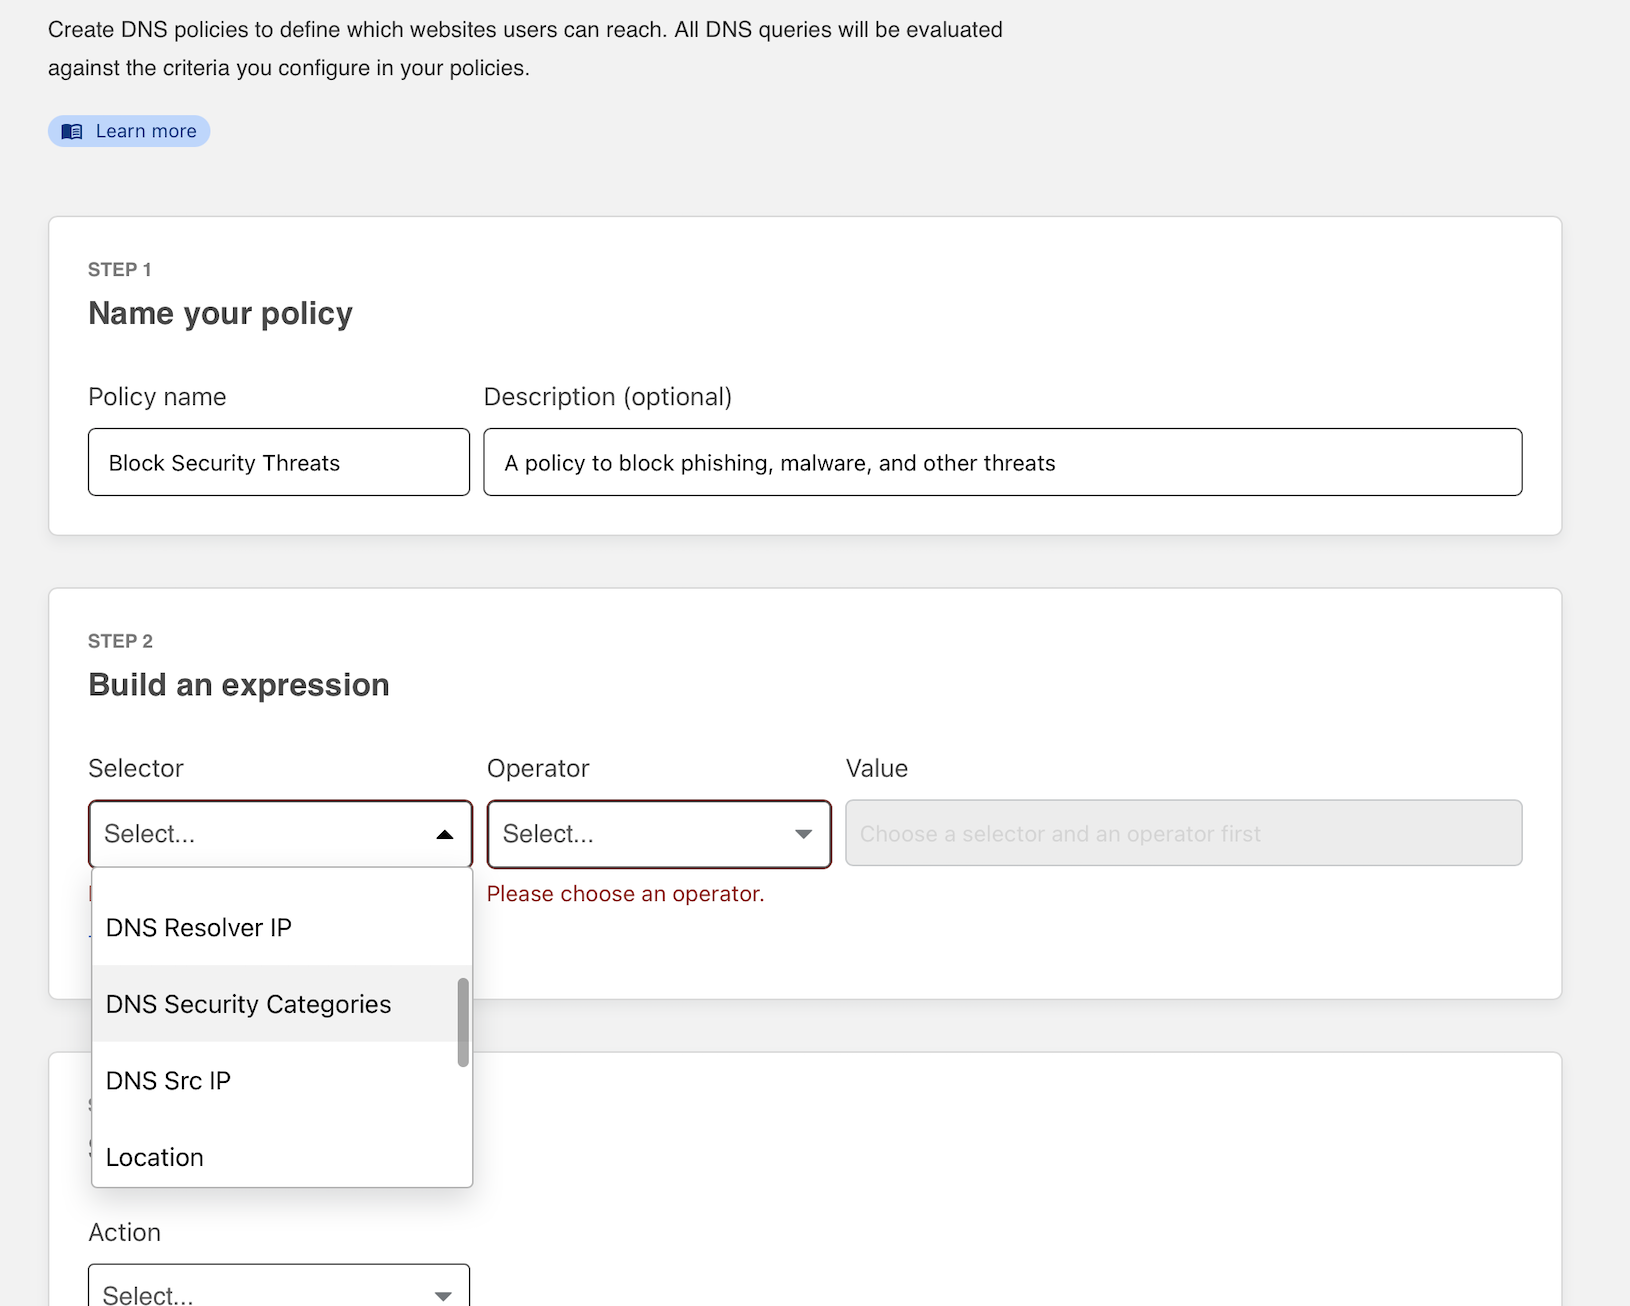 Create DNS policies to define which websites users can reach. All DNS queries will be evaluated
against the criteria you configure in your policies.
Learn more
STEP 1
Name your policy
Policy name
Description (optional)
Block Security Threats
A policy to block phishing, malware, and other threats
STEP 2
Build an expression
Selector
Operator
Value
Select...
Select...
Choose a selector and an operator first
Please choose an operator.
DNS Resolver IP
DNS Security Categories
DNS Src IP
Location
Action
Select...